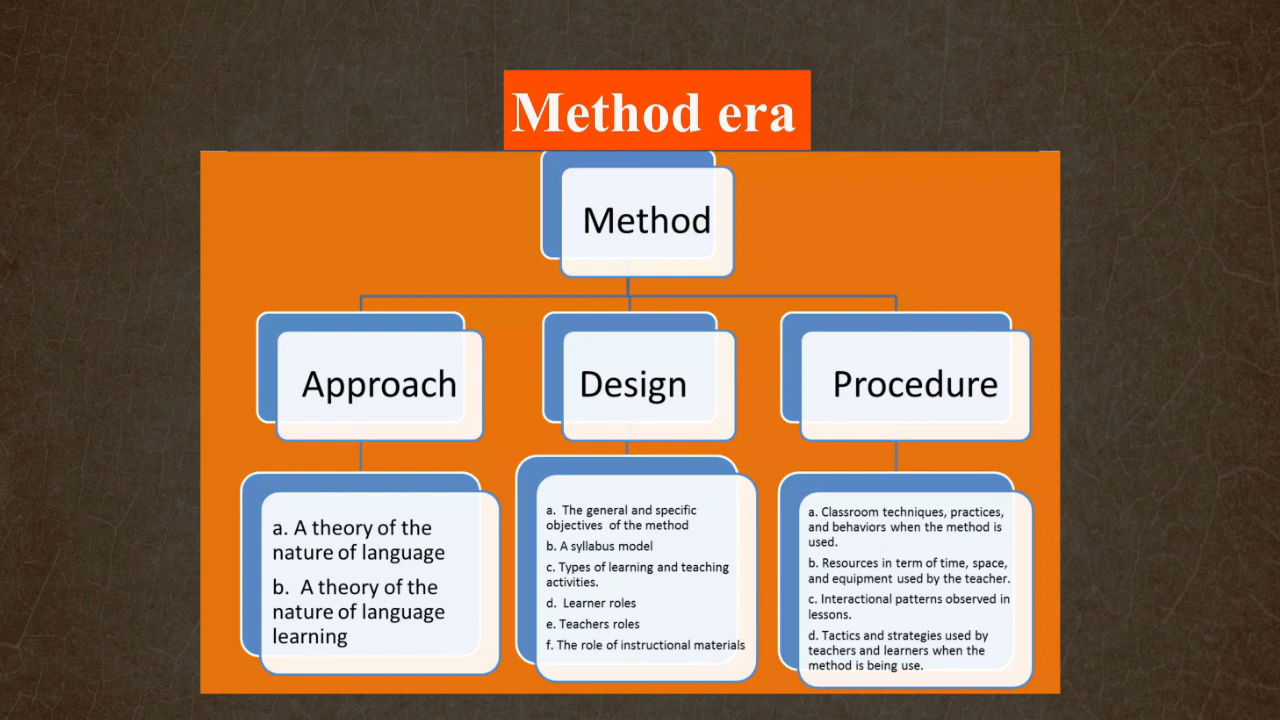 Method era
Method
Approach
Design
Procedure
a. A theory of the
nature of language
b. A theory of the
nature of language
learning
a. The general and specific
objectives of the method
b. A syllabus model
c. Types of learning and teaching
activities.
d. Learner roles
e. Teachers roles
f. The role of instructional materials
a. Classroom techniques, practices,
and behaviors when the method is
used.
b. Resources in term of time, space,
and equipment used by the teacher.
c. Interactional patterns observed in
lessons.
d. Tactics and strategies used by
teachers and learners when the
method is being use.